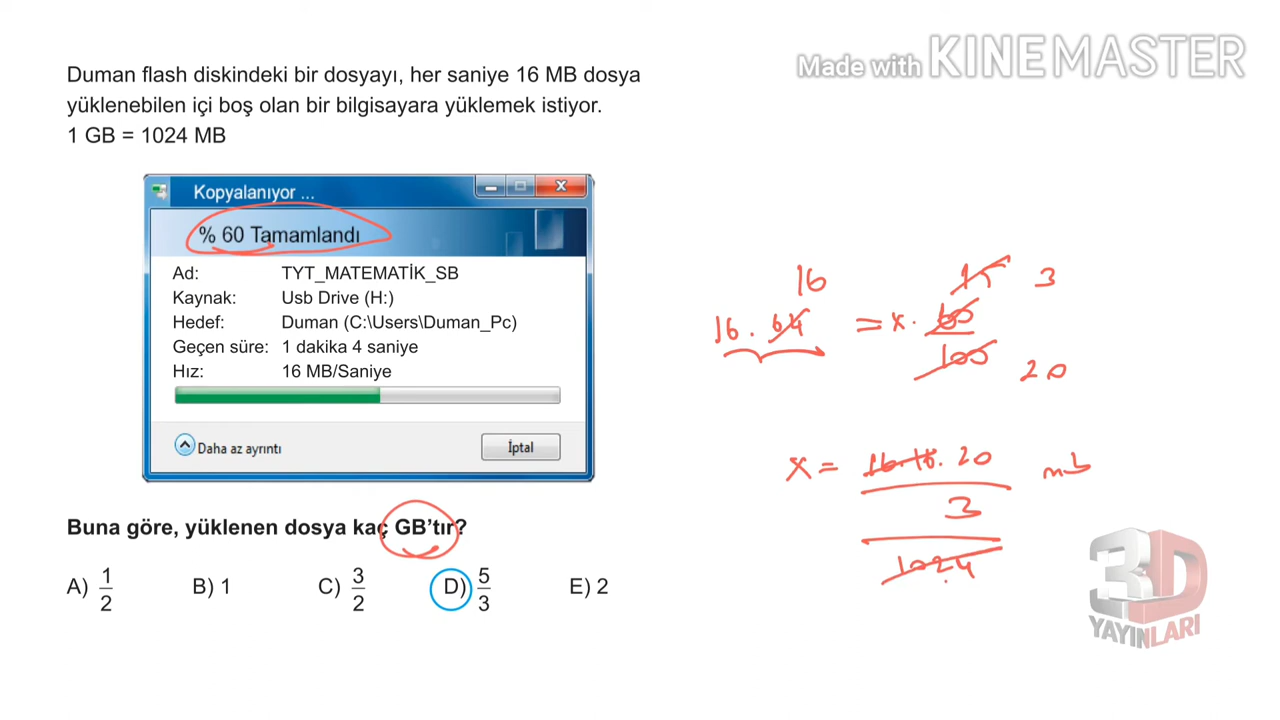 Duman flash diskindeki bir dosyayı, her saniye 16 MB dosya
yüklenebilen içi boş olan bir bilgisayara yüklemek istiyor.
1 GB = 1024 MB
Made with KINEMASTER
Kopyalanıyor ...
% 60 Tamamlandı
Ad: TYT_MATEMATİK_SB
Kaynak: Usb Drive (H:)
Hedef: Duman (C:\Users\Duman_Pc)
Geçen süre: 1 dakika 4 saniye
Hız: 16 MB/Saniye
Daha az ayrıntı
İptal
Buna göre, yüklenen dosya kaç GB'tır?
A) 1/2 B) 1 C) 3/2 D) 5/3 E) 2
16 3
16 . 64 = x . 60
100 20
x = 16.16.20 mb
3
1024
3D
YAYINLARI